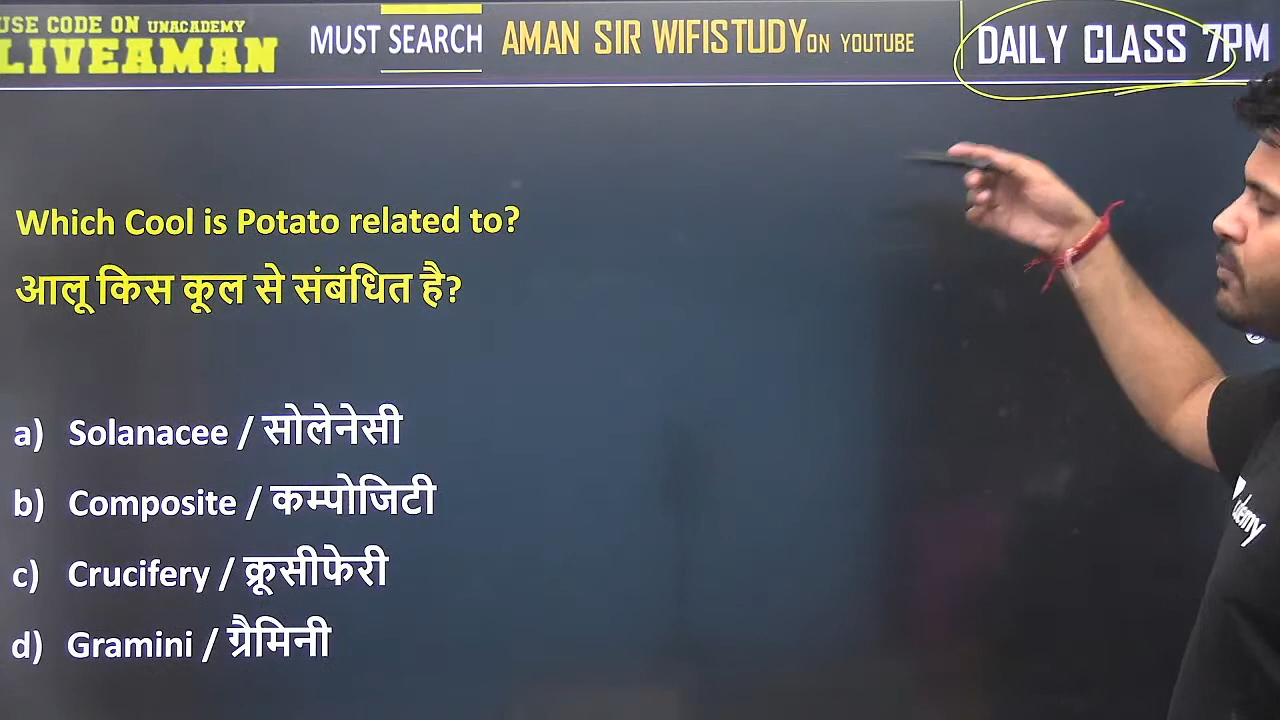 USE CODE ON UNACADEMY
LIVEAMAN
MUST SEARCH
AMAN SIR WIFISTUDY ON YOUTUBE
DAILY CLASS 7PM
Which Cool is Potato related to?
आलू किस कूल से संबंधित है?
a) Solanacee / सोलेनेसी
b) Composite / कम्पोजिटी
c) Crucifery / क्रूसीफेरी
d) Gramini / ग्रैमिनी